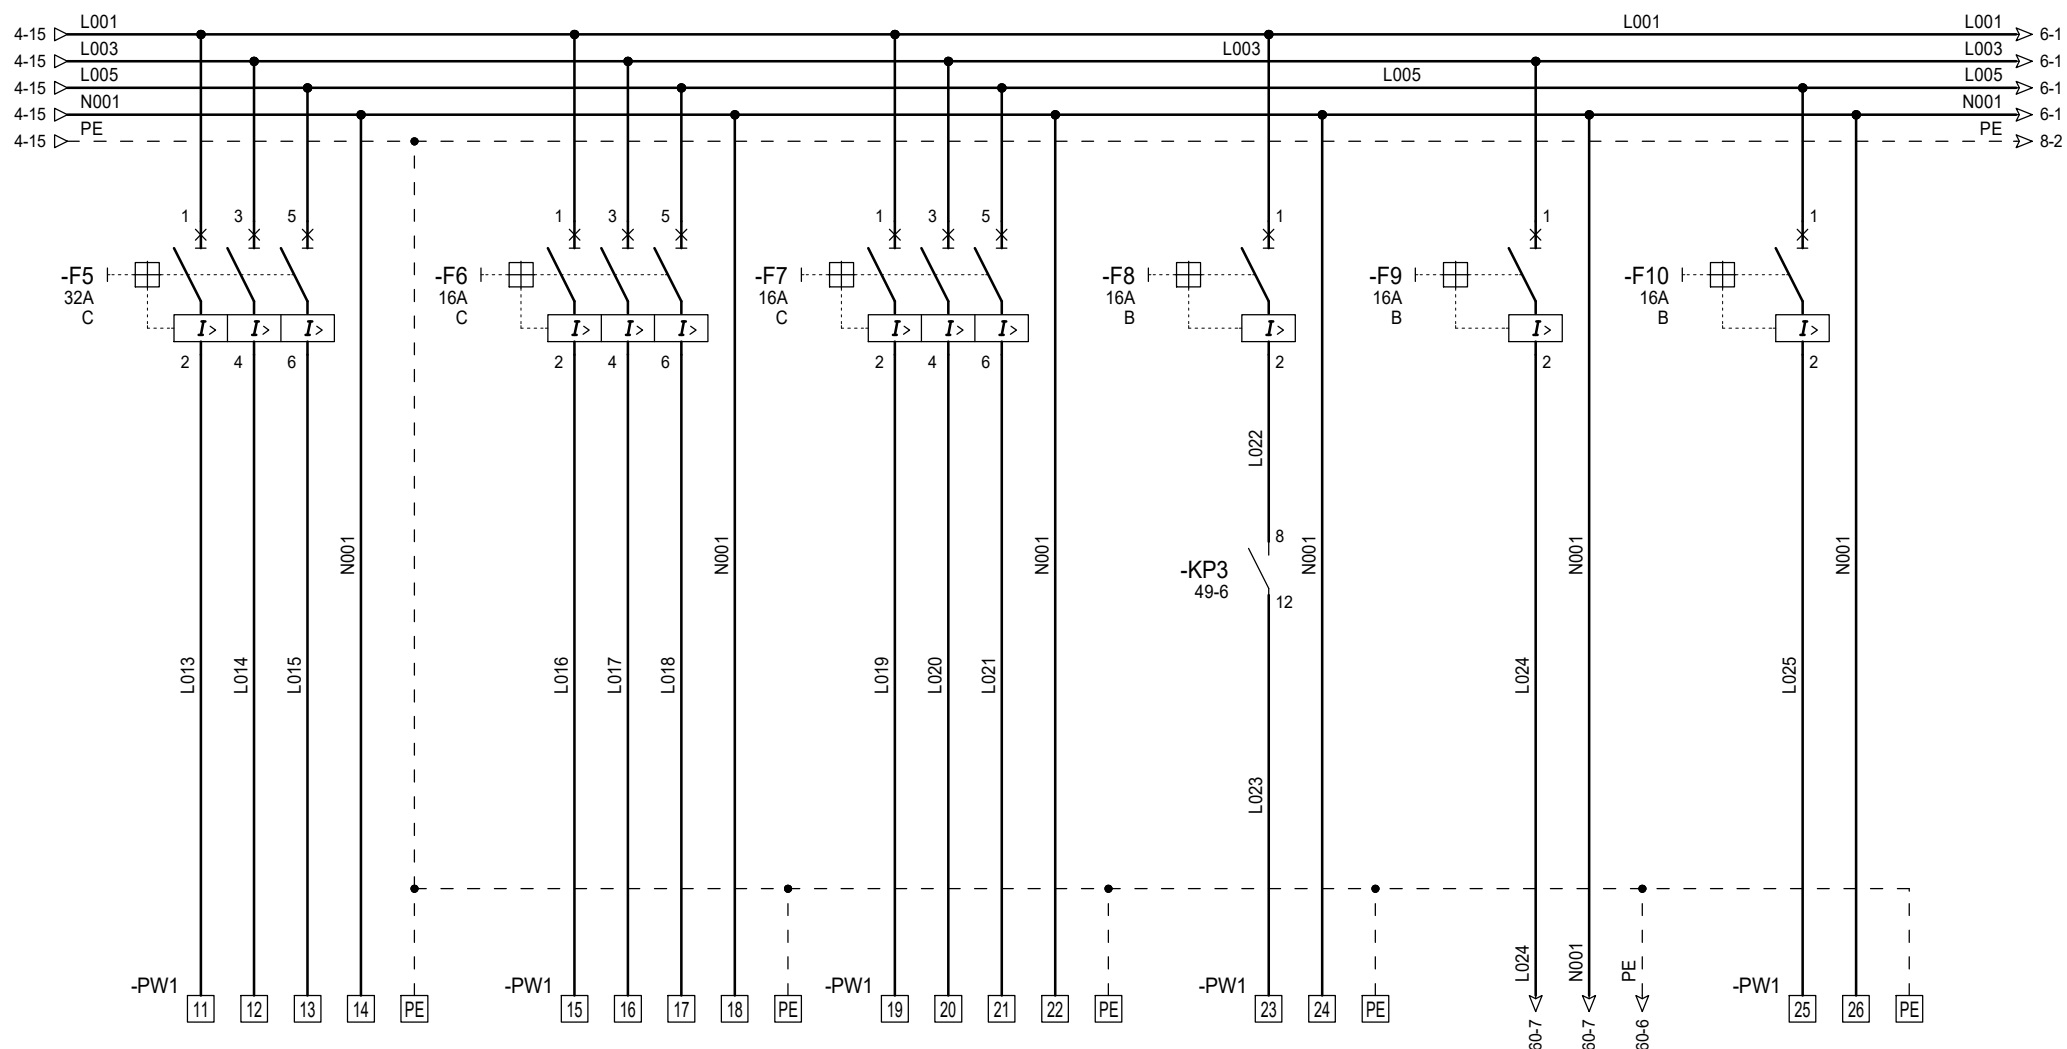 4-15 L001 L001 L001 6-1
4-15 L003 L003 L003 6-1
4-15 L005 L005 L005 6-1
4-15 N001 N001 6-1
4-15 PE PE 8-2
1 3 5 1 3 5 1 3 5 1 1 1
-F5 -F6 -F7 -F8 -F9 -F10
32A 16A 16A 16A 16A 16A
C C C B B B
I> I> I> I> I> I> I> I> I> I> I> I>
2 4 6 2 4 6 2 4 6 2 2 2
L022
8
N001 N001 N001 -KP3 N001 N001 N001
49-6
12
L013 L014 L015 L016 L017 L018 L019 L020 L021 L024 L025
L023
L024 N001 PE
-PW1 -PW1 -PW1 -PW1 -PW1
11 12 13 14 PE 15 16 17 18 PE 19 20 21 22 PE 23 24 PE 25 26 PE
60-7 60-7 60-6